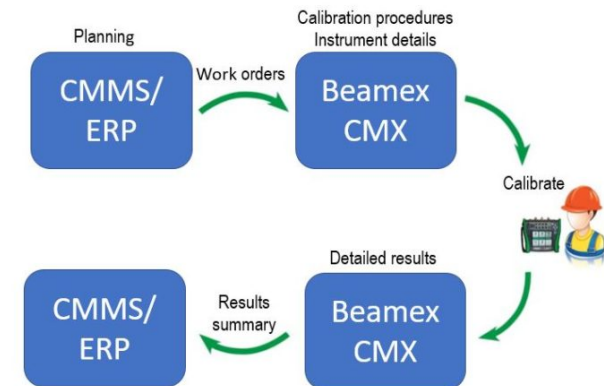 Planning
CMMS/
ERP
Work orders
Calibration procedures
Instrument details
Beamex
CMX
Calibrate
Detailed results
Beamex
CMX
Results
summary
CMMS/
ERP